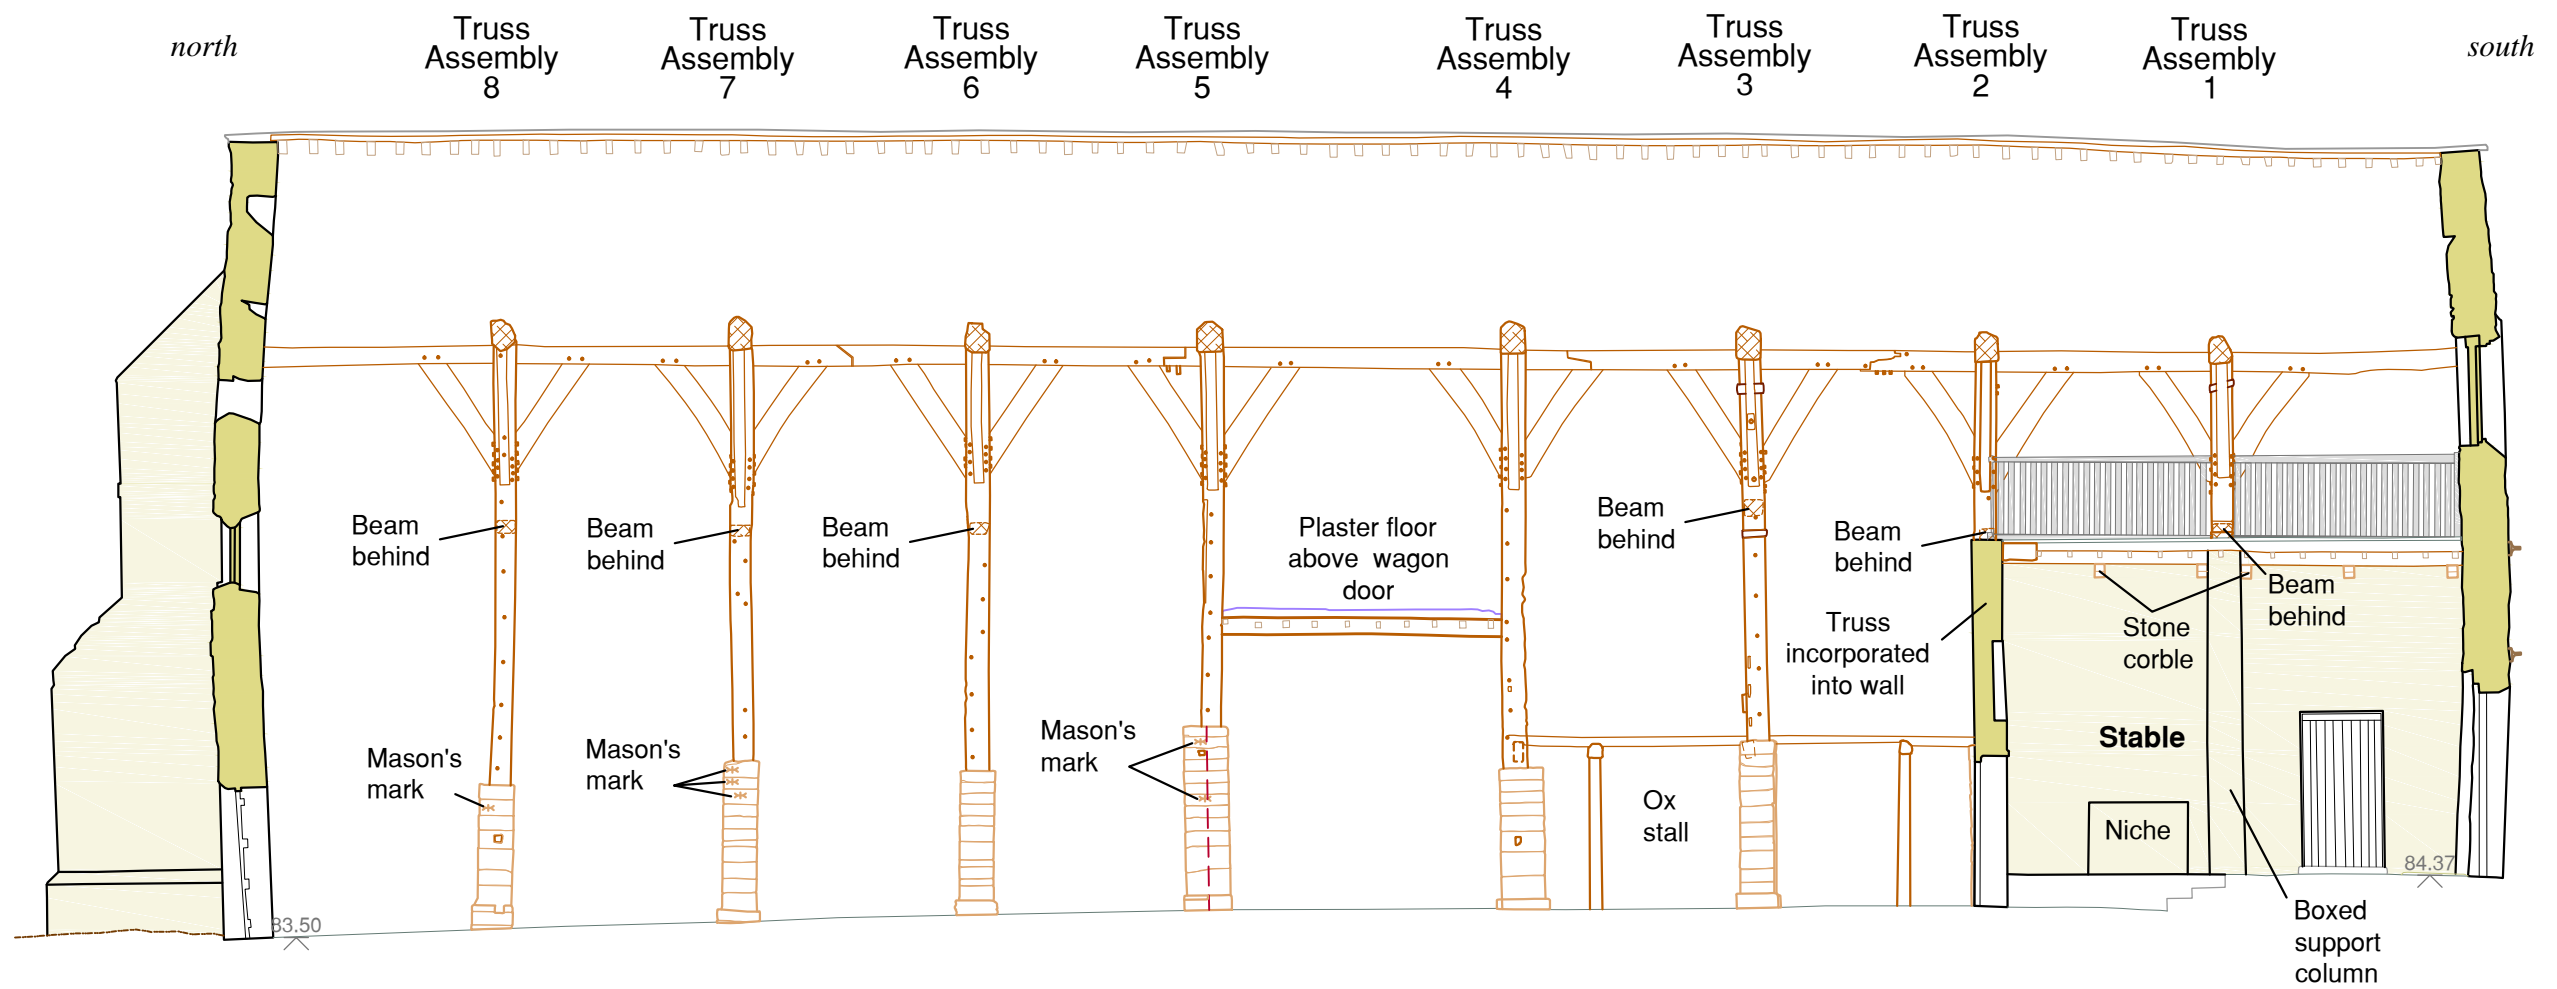 north
Truss
Assembly
8
Truss
Assembly
7
Truss
Assembly
6
Truss
Assembly
5
Truss
Assembly
4
Truss
Assembly
3
Truss
Assembly
2
Truss
Assembly
1
south
Beam
behind
Beam
behind
Beam
behind
Plaster floor
above wagon
door
Beam
behind
Beam
behind
Beam
behind
Truss
incorporated
into wall
Stone
corble
Mason's
mark
Mason's
mark
Mason's
mark
Stable
Ox
stall
Niche
84.37
83.50
Boxed
support
column